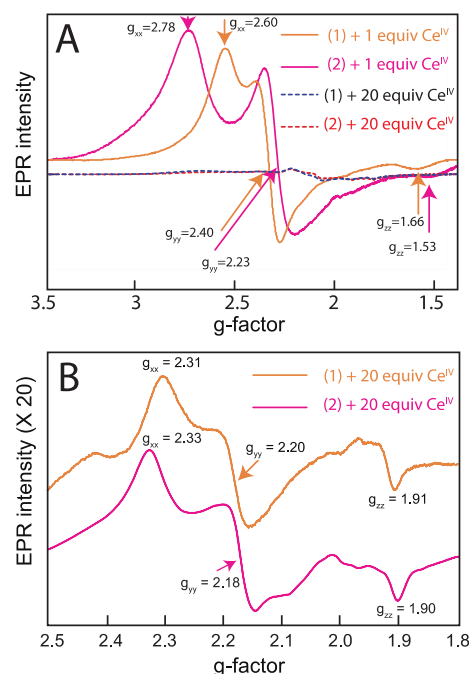 A
g_xx=2.78
g_xx=2.60
(1) + 1 equiv Ce^IV
(2) + 1 equiv Ce^IV
(1) + 20 equiv Ce^IV
(2) + 20 equiv Ce^IV
EPR intensity
g_yy=2.40
g_yy=2.23
g_zz=1.66
g_zz=1.53
3.5 3 2.5 2 1.5
g-factor
B
g_xx = 2.31
(1) + 20 equiv Ce^IV
(2) + 20 equiv Ce^IV
g_xx = 2.33
g_yy = 2.20
EPR intensity (X 20)
g_zz = 1.91
g_yy = 2.18
g_zz = 1.90
2.5 2.4 2.3 2.2 2.1 2.0 1.9 1.8
g-factor